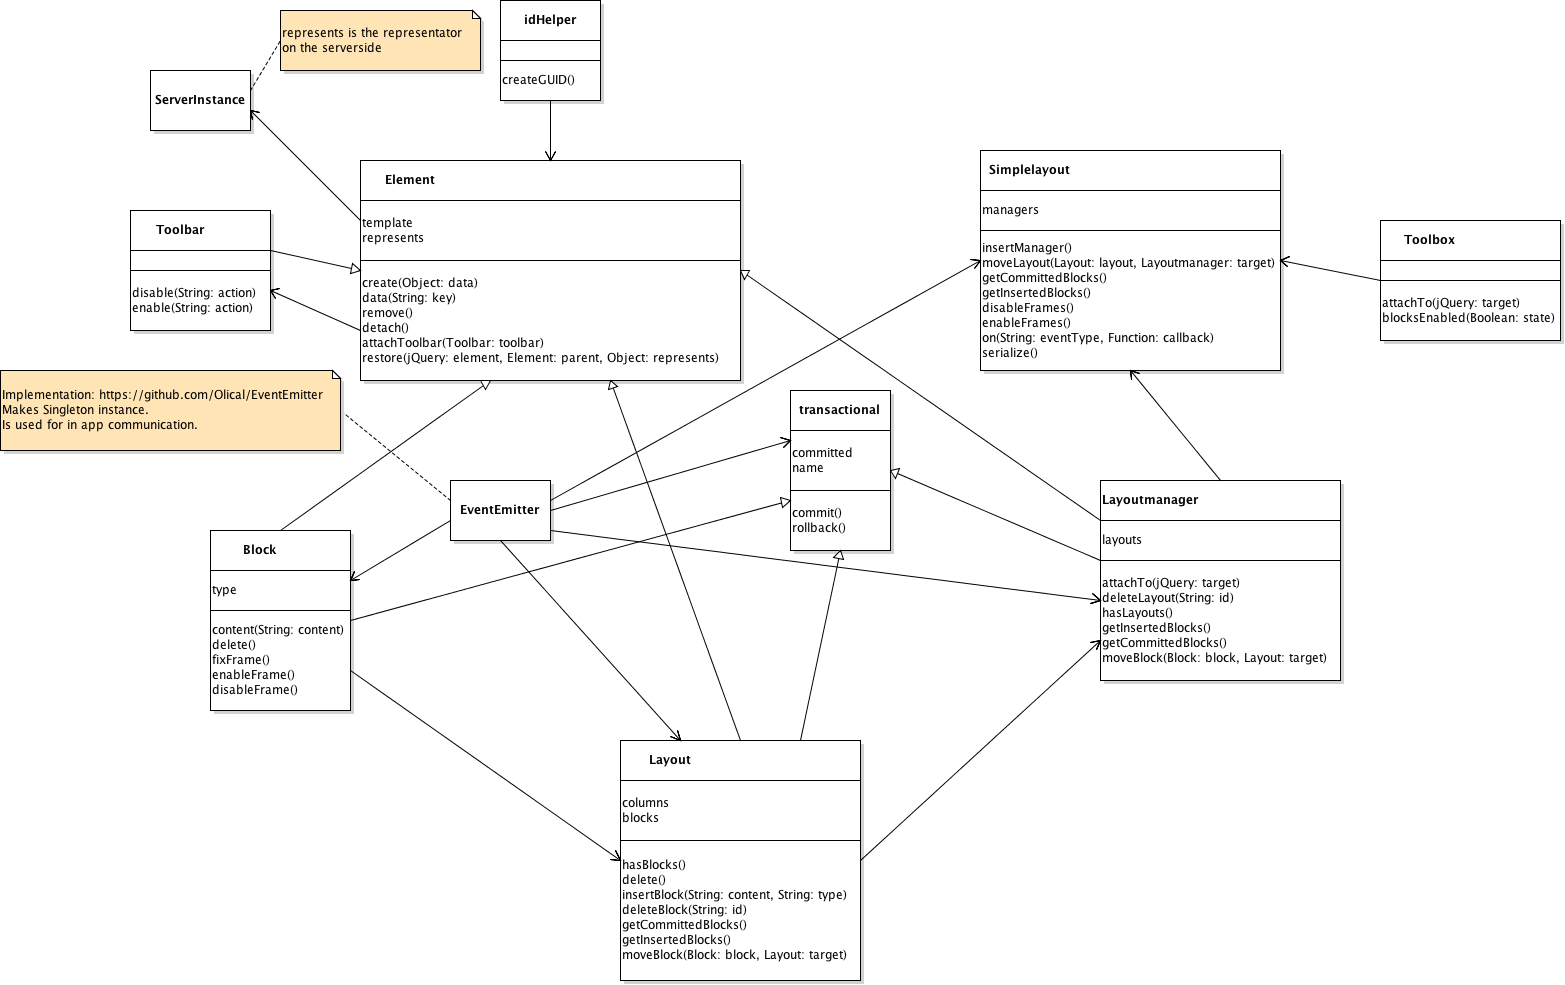 represents is the representator
on the serverside
idHelper
createGUID()
ServerInstance
Element
template
represents
create(Object: data)
data(String: key)
remove()
detach()
attachToolbar(Toolbar: toolbar)
restore(jQuery: element, Element: parent, Object: represents)
Toolbar
disable(String: action)
enable(String: action)
Simplelayout
managers
insertManager()
moveLayout(Layout: layout, Layoutmanager: target)
getCommittedBlocks()
getInsertedBlocks()
disableFrames()
enableFrames()
on(String: eventType, Function: callback)
serialize()
Toolbox
attachTo(jQuery: target)
blocksEnabled(Boolean: state)
Implementation: https://github.com/Olical/EventEmitter
Makes Singleton instance.
Is used for in app communication.
transactional
committed
name
commit()
rollback()
EventEmitter
Layoutmanager
layouts
attachTo(jQuery: target)
deleteLayout(String: id)
hasLayouts()
getInsertedBlocks()
getCommittedBlocks()
moveBlock(Block: block, Layout: target)
Block
type
content(String: content)
delete()
fixFrame()
enableFrame()
disableFrame()
Layout
columns
blocks
hasBlocks()
delete()
insertBlock(String: content, String: type)
deleteBlock(String: id)
getCommittedBlocks()
getInsertedBlocks()
moveBlock(Block: block, Layout: target)